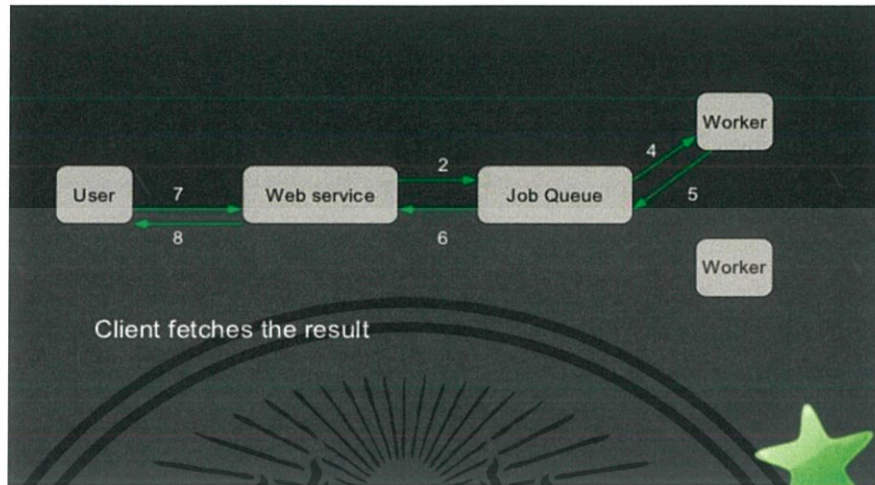 Worker
2
4
User
7
Web service
Job Queue
5
8
6
Worker
Client fetches the result